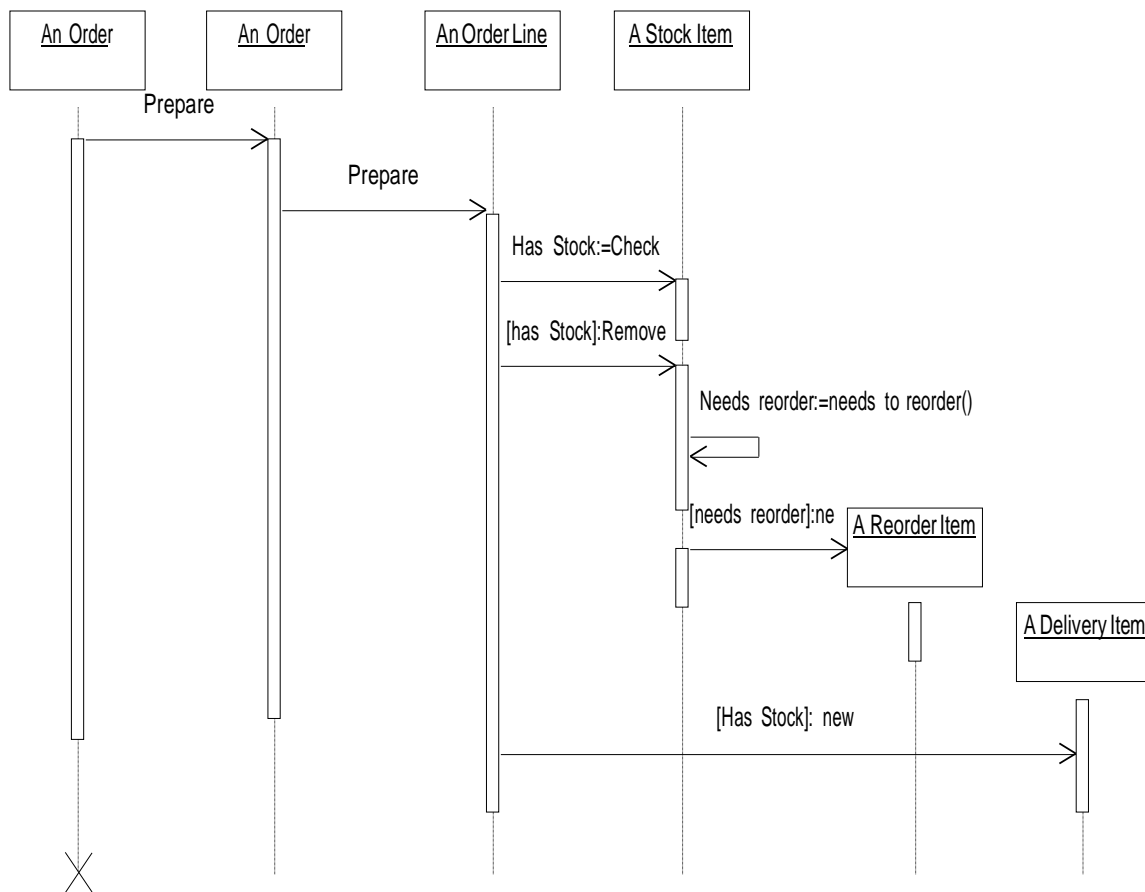 An Order
An Order
An Order Line
A Stock Item
Prepare
Prepare
Has Stock:=Check
[has Stock]:Remove
Needs reorder:=needs to reorder()
[needs reorder]:ne
A Reorder Item
A Delivery Item
[Has Stock]: new